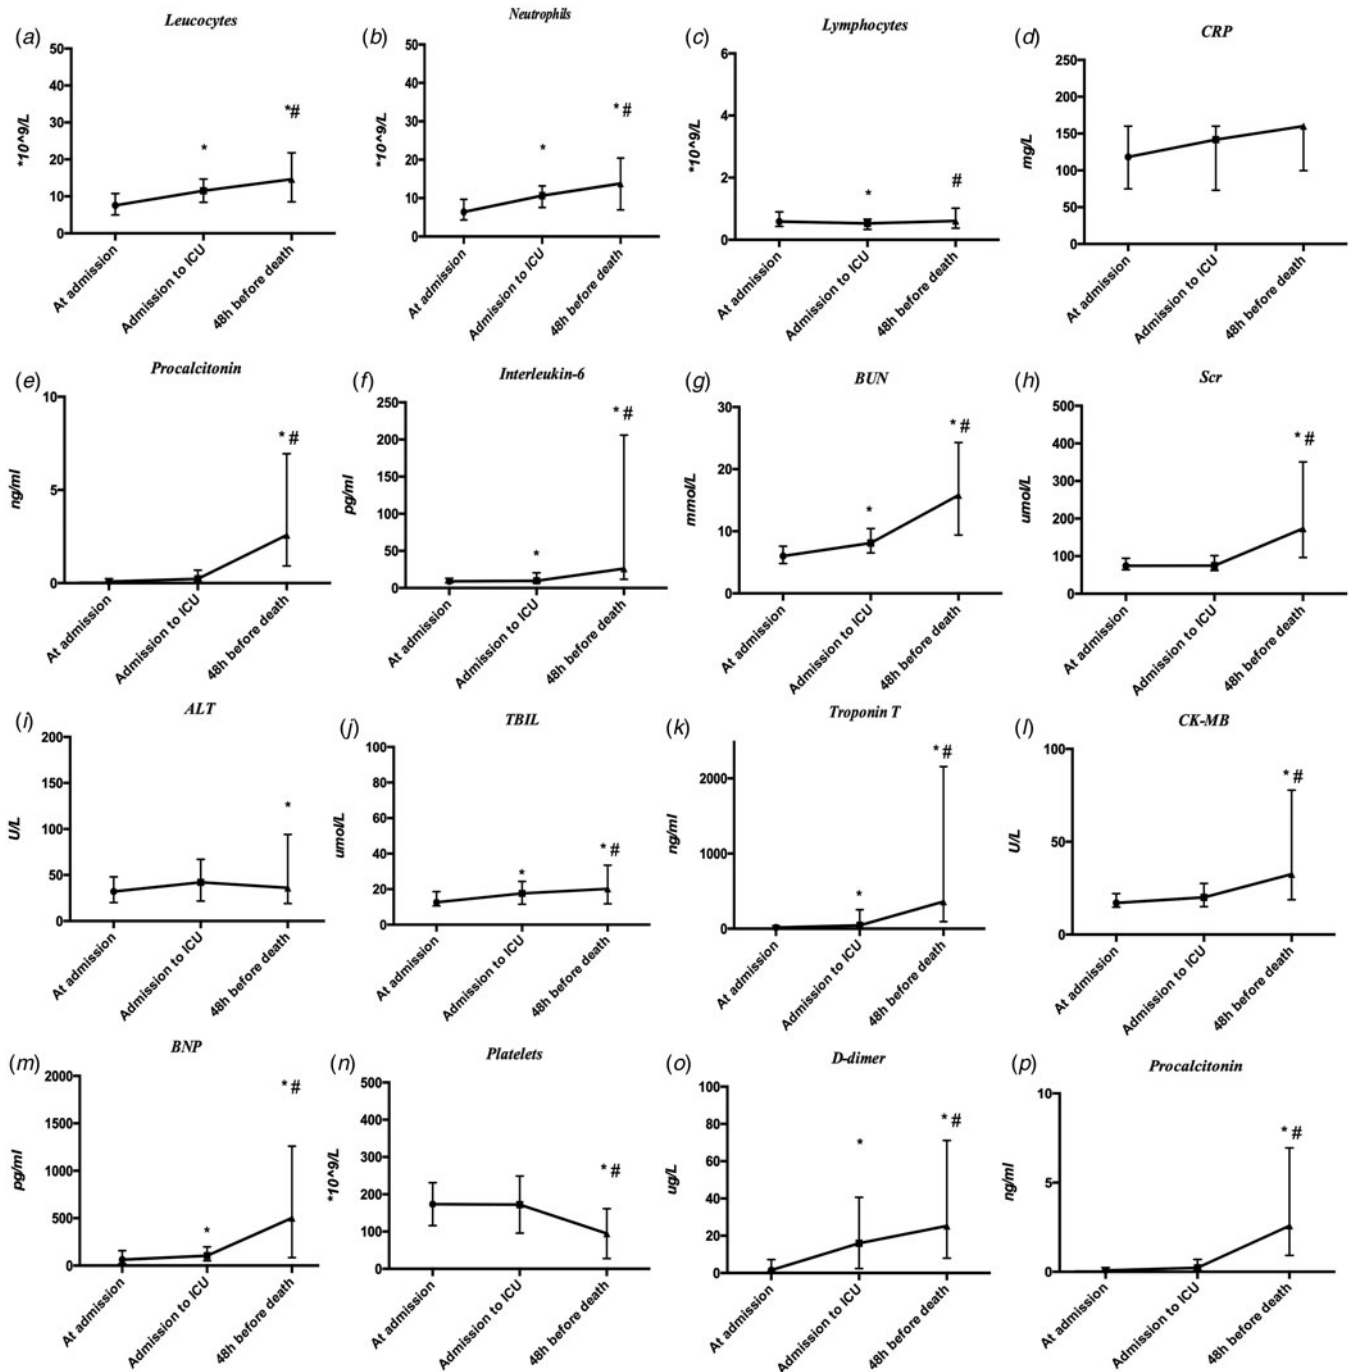 (a) Leucocytes
*10^9/L
50
40
30
20
10
0
*
*#
At admission
Admission to ICU
48h before death
(b) Neutrophils
*10^9/L
50
40
30
20
10
0
*
* #
At admission
Admission to ICU
48h before death
(c) Lymphocytes
*10^9/L
6
4
2
0
*
#
At admission
Admission to ICU
48h before death
(d) CRP
mg/L
250
200
150
100
50
0
At admission
Admission to ICU
48h before death
(e) Procalcitonin
ng/ml
10
5
0
* #
At admission
Admission to ICU
48h before death
(f) Interleukin-6
pg/ml
250
200
150
100
50
0
*
* #
At admission
Admission to ICU
48h before death
(g) BUN
mmol/L
30
20
10
0
*
* #
At admission
Admission to ICU
48h before death
(h) Scr
umol/L
500
400
300
200
100
0
* #
At admission
Admission to ICU
48h before death
(i) ALT
U/L
200
150
100
50
0
*
At admission
Admission to ICU
48h before death
(j) TBIL
umol/L
100
80
60
40
20
0
*
* #
At admission
Admission to ICU
48h before death
(k) Troponin T
ng/ml
2000
1000
0
*
* #
At admission
Admission to ICU
48h before death
(l) CK-MB
U/L
100
50
0
* #
At admission
Admission to ICU
48h before death
(m) BNP
pg/ml
2000
1500
1000
500
0
*
* #
At admission
Admission to ICU
48h before death
(n) Platelets
*10^9/L
500
400
300
200
100
0
* #
At admission
Admission to ICU
48h before death
(o) D-dimer
ug/L
100
80
60
40
20
0
*
* #
At admission
Admission to ICU
48h before death
(p) Procalcitonin
ng/ml
10
5
0
* #
At admission
Admission to ICU
48h before death